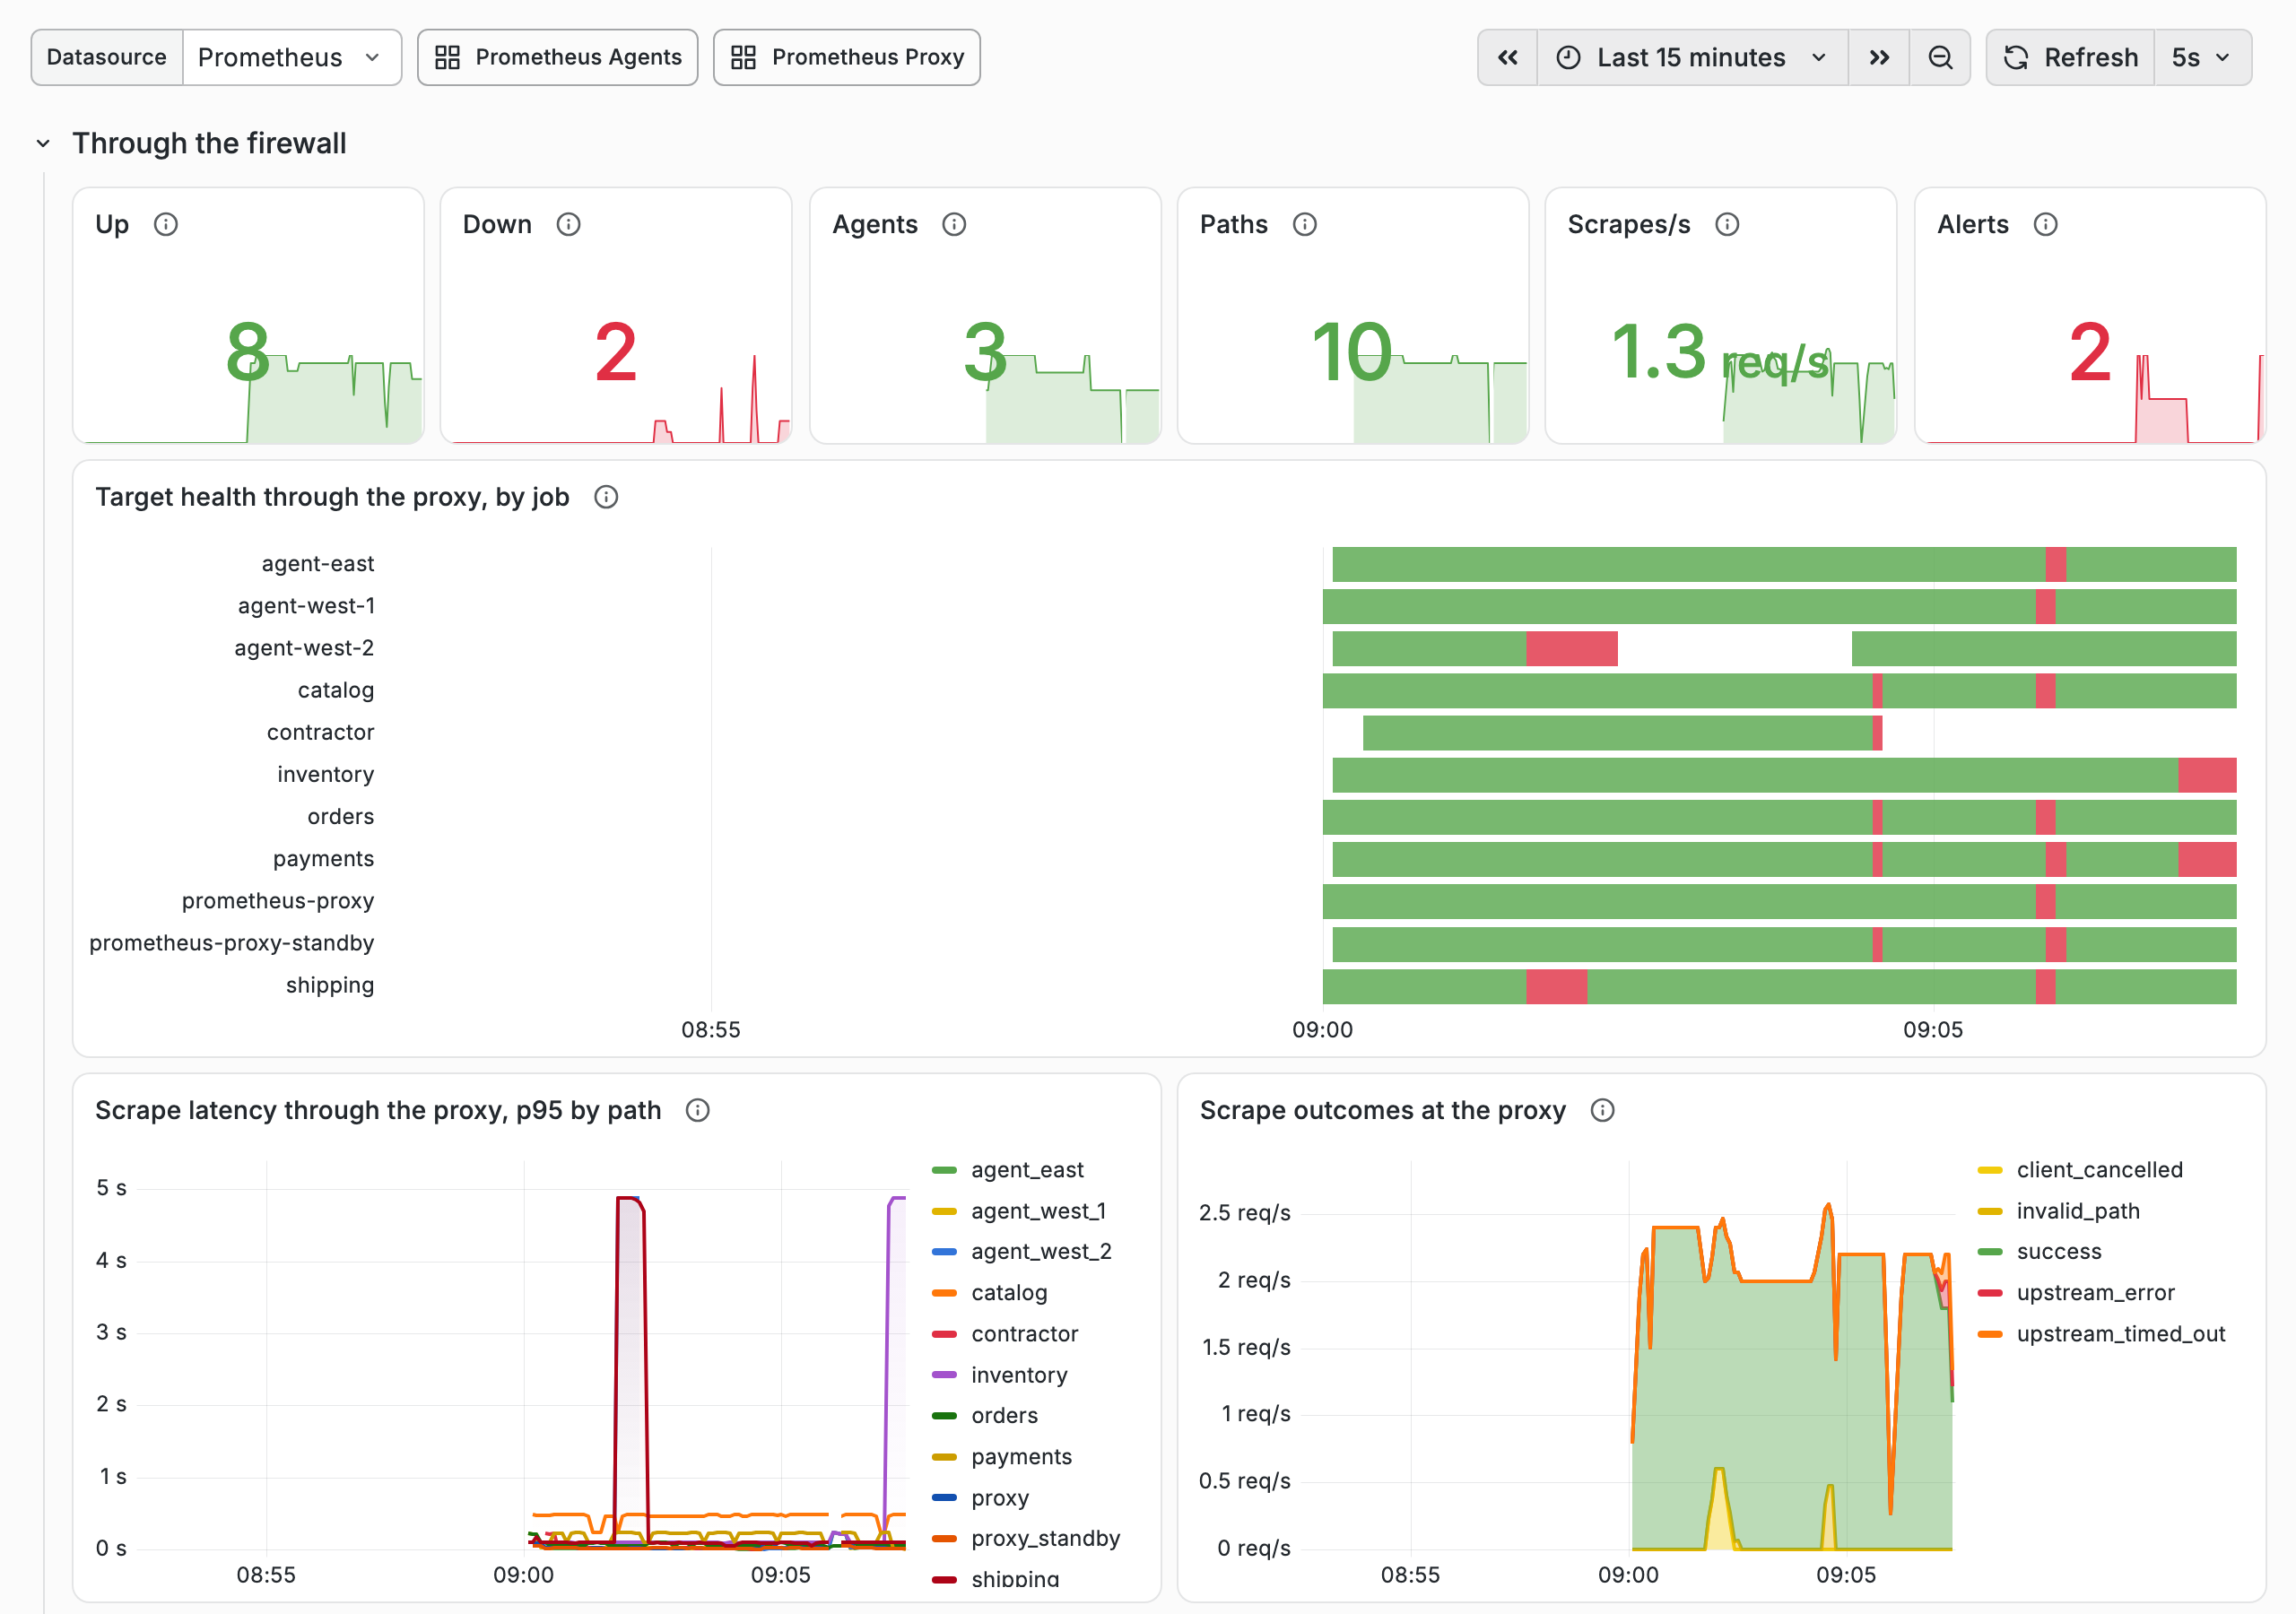 Datasource Prometheus Prometheus Agents Prometheus Proxy Last 15 minutes Refresh 5s
Through the firewall
Up Down Agents Paths Scrapes/s Alerts
8 2 3 10 1.3 req/s 2
Target health through the proxy, by job
agent-east
agent-west-1
agent-west-2
catalog
contractor
inventory
orders
payments
prometheus-proxy
prometheus-proxy-standby
shipping
08:55 09:00 09:05
Scrape latency through the proxy, p95 by path
5 s
4 s
3 s
2 s
1 s
0 s
08:55 09:00 09:05
agent_east
agent_west_1
agent_west_2
catalog
contractor
inventory
orders
payments
proxy
proxy_standby
shipping
Scrape outcomes at the proxy
2.5 req/s
2 req/s
1.5 req/s
1 req/s
0.5 req/s
0 req/s
08:55 09:00 09:05
client_cancelled
invalid_path
success
upstream_error
upstream_timed_out